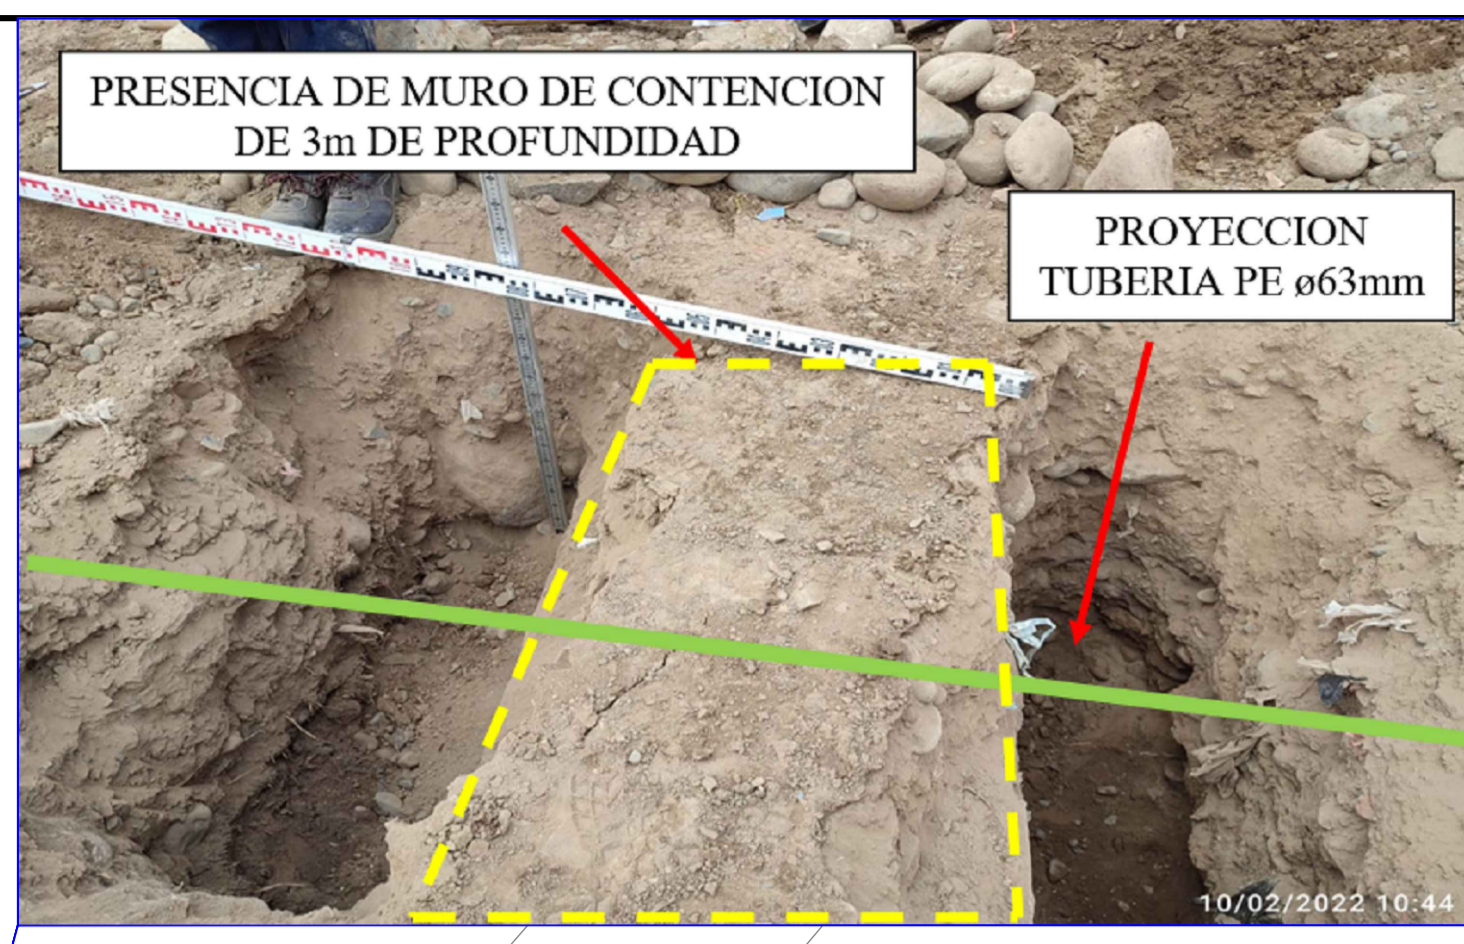 PRESENCIA DE MURO DE CONTENCION
DE 3m DE PROFUNDIDAD
PROYECCION
TUBERIA PE ø63mm
10/02/2022 10:44